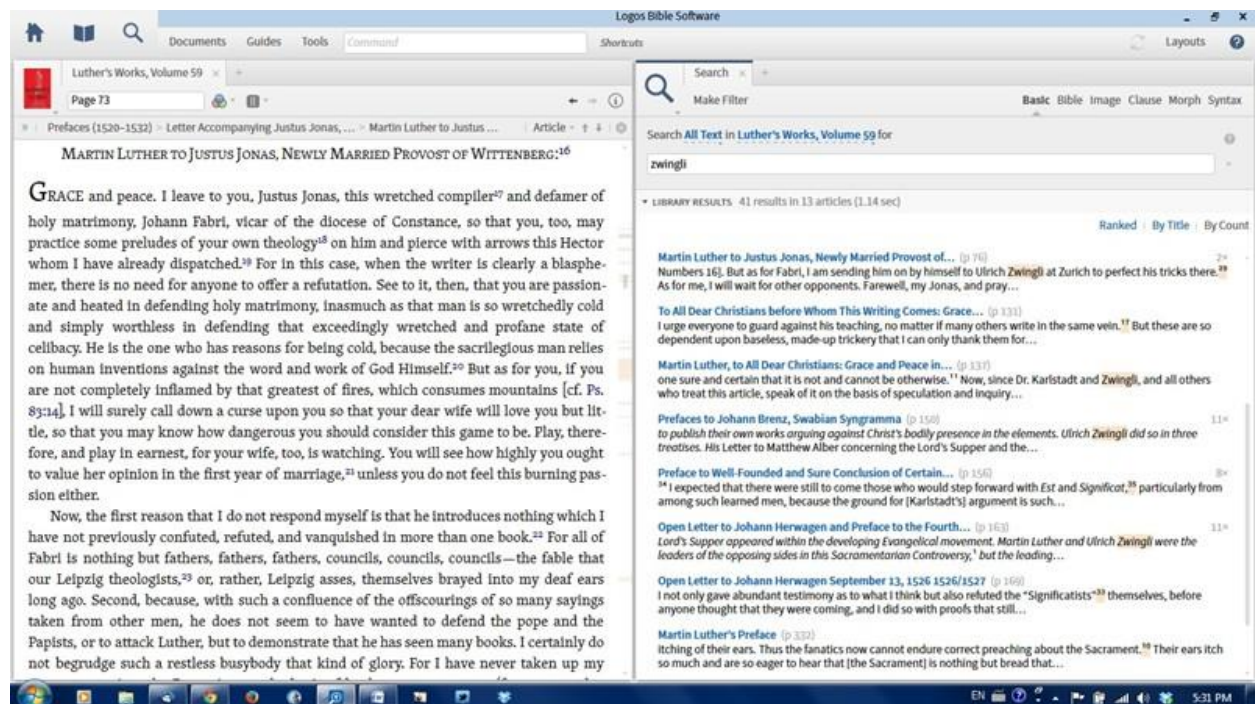 Logos Bible Software
Documents Guides Tools Command Shortcuts Layouts
Luther's Works, Volume 59
Page 73
Prefaces (1520–1532) > Letter Accompanying Justus Jonas, ... > Martin Luther to Justus ... Article
MARTIN LUTHER TO JUSTUS JONAS, NEWLY MARRIED PROVOST OF WITTENBERG:16
GRACE and peace. I leave to you, Justus Jonas, this wretched compiler17 and defamer of
holy matrimony, Johann Fabri, vicar of the diocese of Constance, so that you, too, may
practice some preludes of your own theology18 on him and pierce with arrows this Hector
whom I have already dispatched.19 For in this case, when the writer is clearly a blasphe-
mer, there is no need for anyone to offer a refutation. See to it, then, that you are passion-
ate and heated in defending holy matrimony, inasmuch as that man is so wretchedly cold
and simply worthless in defending that exceedingly wretched and profane state of
celibacy. He is the one who has reasons for being cold, because the sacrilegious man relies
on human inventions against the word and work of God Himself.20 But as for you, if you
are not completely inflamed by that greatest of fires, which consumes mountains [cf. Ps.
83:14], I will surely call down a curse upon you so that your dear wife will love you but lit-
tle, so that you may know how dangerous you should consider this game to be. Play, there-
fore, and play in earnest, for your wife, too, is watching. You will see how highly you ought
to value her opinion in the first year of marriage,21 unless you do not feel this burning pas-
sion either.
Now, the first reason that I do not respond myself is that he introduces nothing which I
have not previously confuted, refuted, and vanquished in more than one book.22 For all of
Fabri is nothing but fathers, fathers, fathers, councils, councils, councils—the fable that
our Leipzig theologians,23 or, rather, Leipzig asses, themselves brayed into my deaf ears
long ago. Second, because, with such a confluence of the offscourings of so many sayings
taken from other men, he does not seem to have wanted to defend the pope and the
Papists, or to attack Luther, but to demonstrate that he has seen many books. I certainly do
not begrudge such a restless busybody that kind of glory. For I have never taken up my
Search
Make Filter
Basic Bible Image Clause Morph Syntax
Search All Text in Luther's Works, Volume 59 for
zwingli
LIBRARY RESULTS 41 results in 13 articles (1.14 sec)
Ranked By Title By Count
Martin Luther to Justus Jonas, Newly Married Provost of... (p 76) 2×
Numbers 16]. But as for Fabri, I am sending him on by himself to Ulrich Zwingli at Zurich to perfect his tricks there.39
As for me, I will wait for other opponents. Farewell, my Jonas, and pray…
To All Dear Christians before Whom This Writing Comes: Grace... (p 131)
I urge everyone to guard against his teaching, no matter if many others write in the same vein.17 But these are so
dependent upon baseless, made-up trickery that I can only thank them for…
Martin Luther, to All Dear Christians: Grace and Peace in... (p 137)
one sure and certain that it is not and cannot be otherwise.11 Now, since Dr. Karlstadt and Zwingli, and all others
who treat this article, speak of it on the basis of speculation and inquiry…
Prefaces to Johann Brenz, Swabian Syngramma (p 150) 11×
to publish their own works arguing against Christ's bodily presence in the elements. Ulrich Zwingli did so in three
treatises. His Letter to Matthew Alber concerning the Lord's Supper and the…
Preface to Well-Founded and Sure Conclusion of Certain... (p 156) 8×
34 I expected that there were still to come those who would step forward with Est and Significat,35 particularly from
among such learned men, because the ground for [Karlstadt's] argument is such…
Open Letter to Johann Herwagen and Preface to the Fourth... (p 163) 11×
Lord's Supper appeared within the developing Evangelical movement. Martin Luther and Ulrich Zwingli were the
leaders of the opposing sides in this Sacramentarian Controversy,1 but the leading…
Open Letter to Johann Herwagen September 13, 1526 1526/1527 (p 169)
I not only gave abundant testimony as to what I think but also refuted the "Significatists"33 themselves, before
anyone thought that they were coming, and I did so with proofs that still…
Martin Luther's Preface (p 332)
itching of their ears. Thus the fanatics now cannot endure correct preaching about the Sacrament.10 Their ears itch
so much and are so eager to hear that [the Sacrament] is nothing but bread that…
EN 5:31 PM